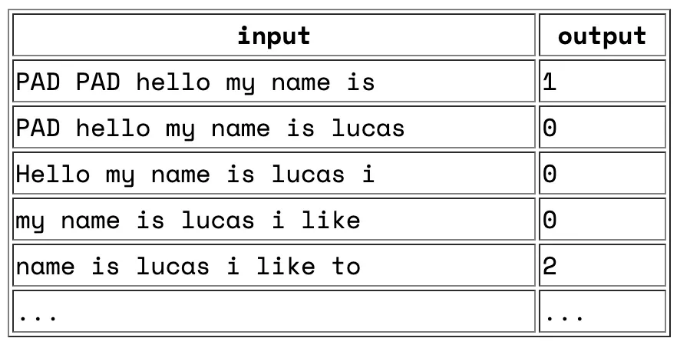 input output
PAD PAD hello my name is 1
PAD hello my name is lucas 0
Hello my name is lucas i 0
my name is lucas i like 0
name is lucas i like to 2
... ...